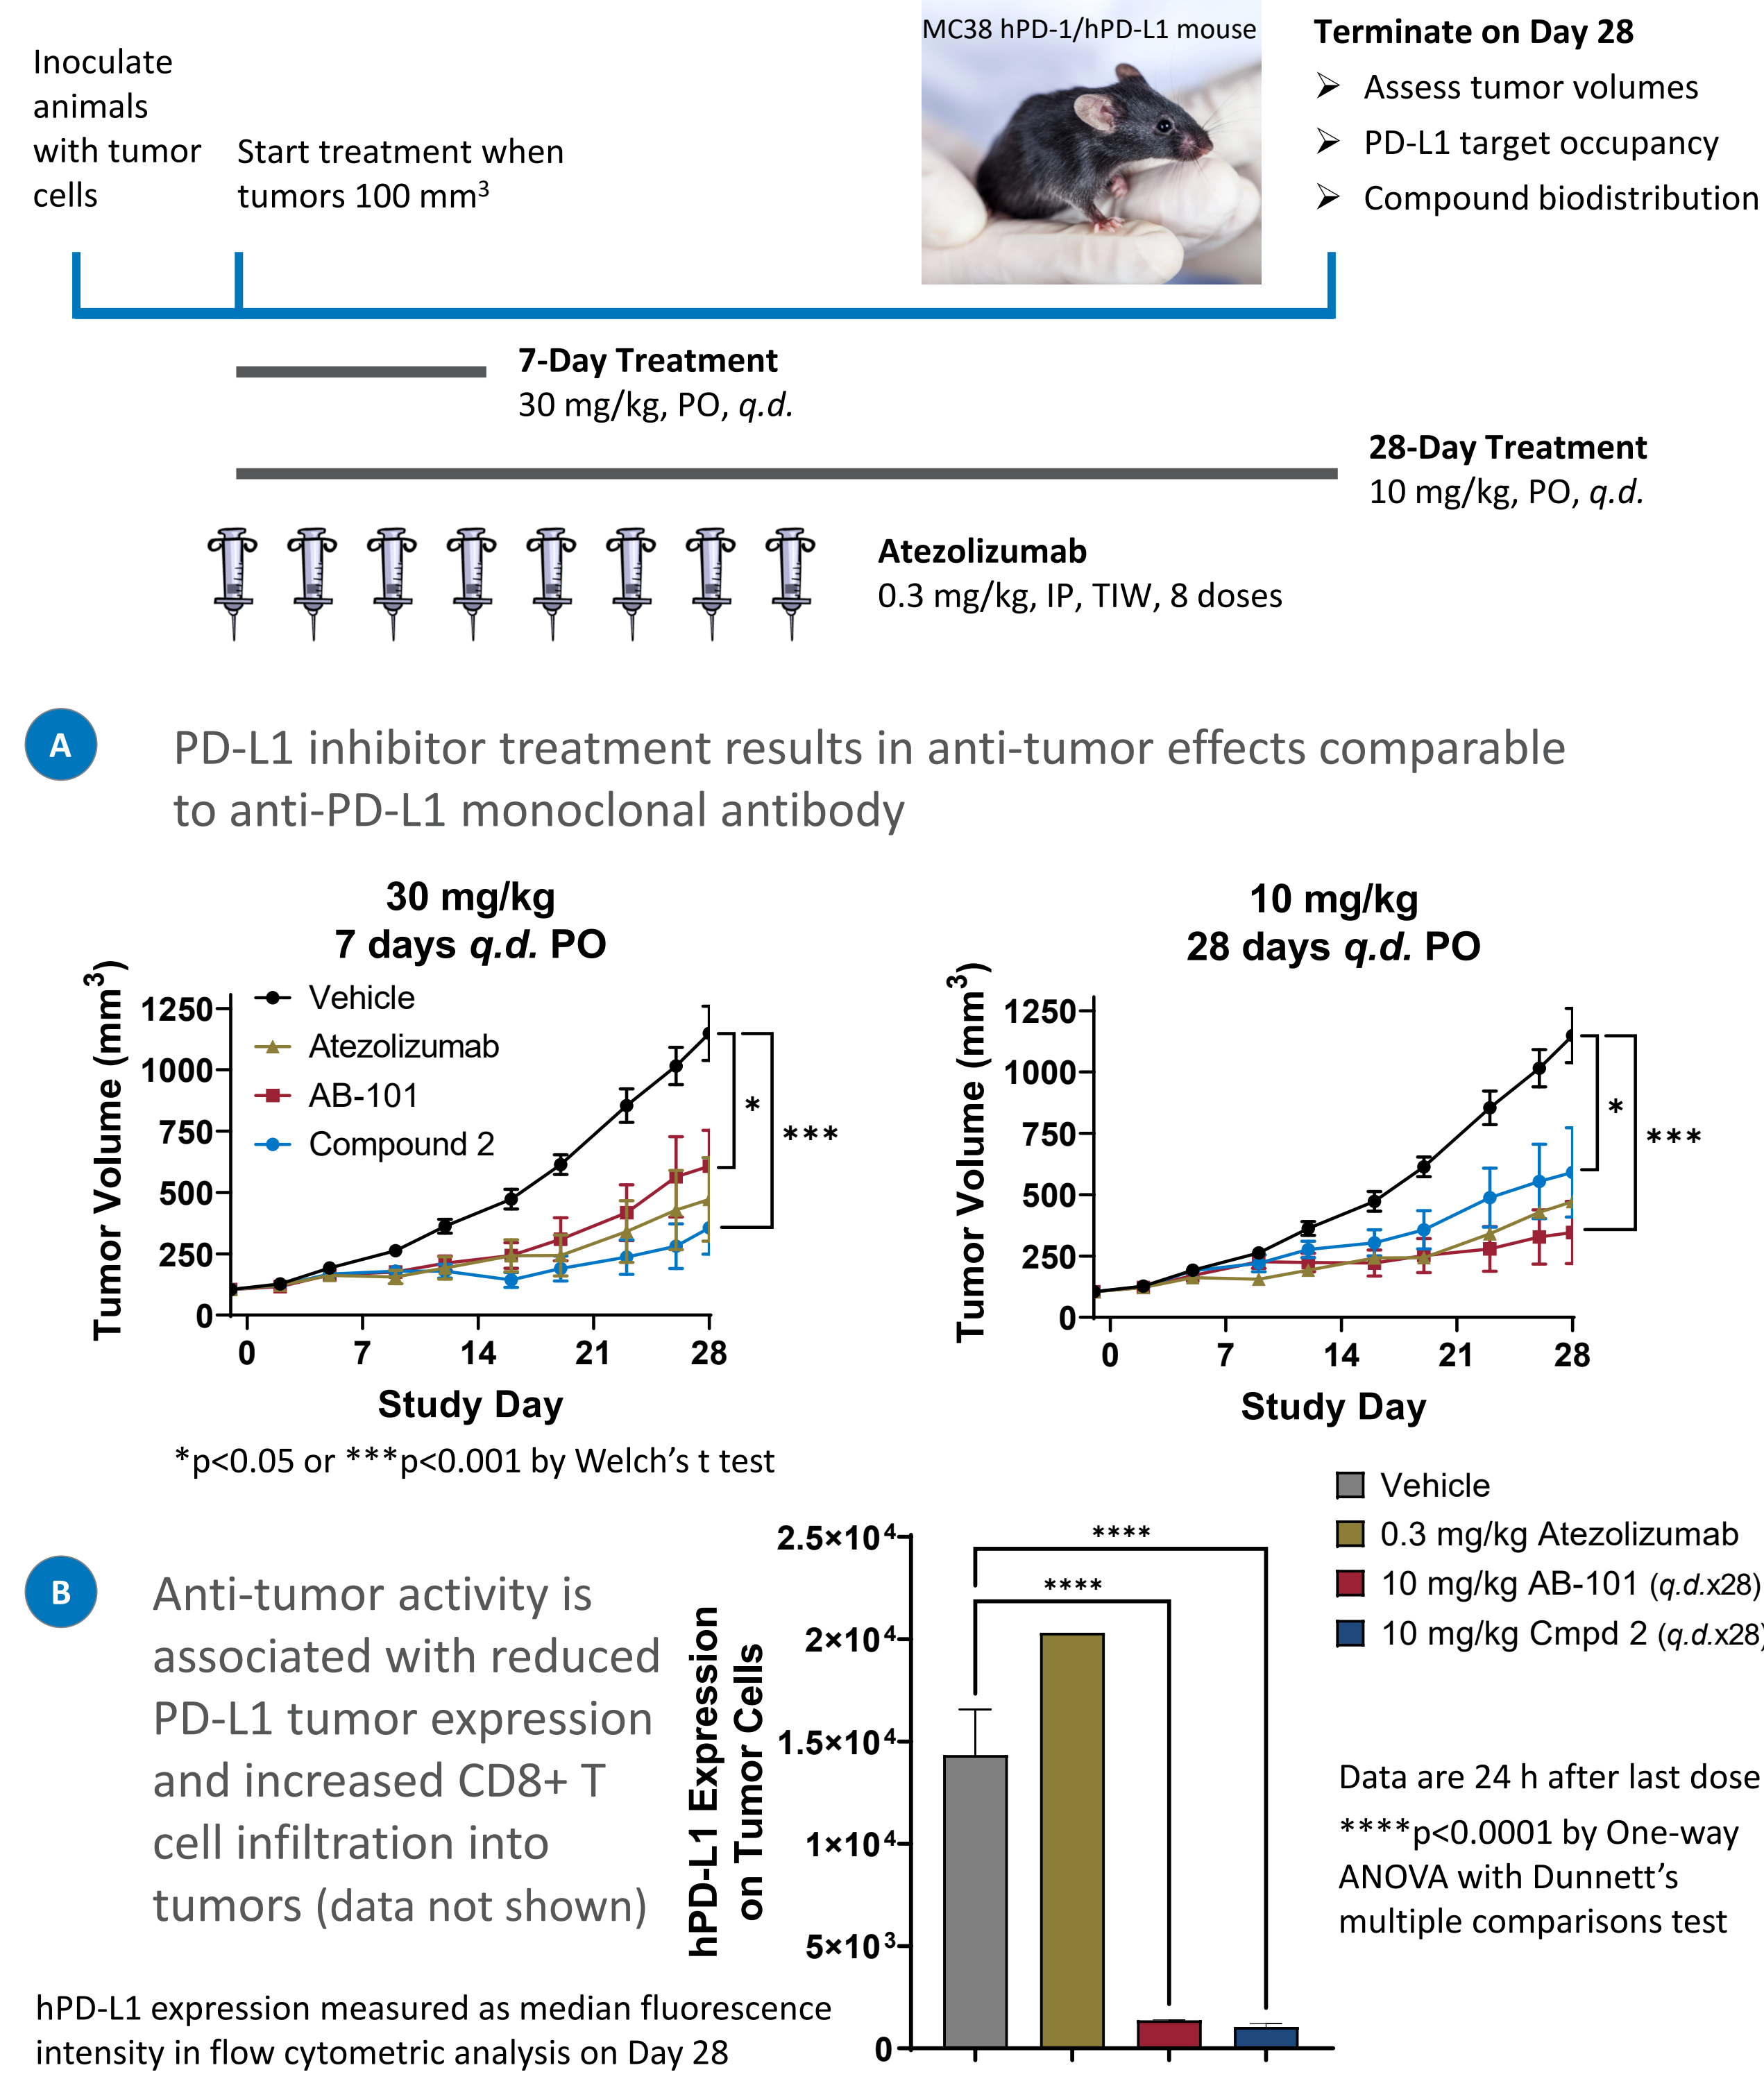 Inoculate
animals
with tumor
cells
Start treatment when
tumors 100 mm³
MC38 hPD-1/hPD-L1 mouse
Terminate on Day 28
➢ Assess tumor volumes
➢ PD-L1 target occupancy
➢ Compound biodistribution
7-Day Treatment
30 mg/kg, PO, q.d.
28-Day Treatment
10 mg/kg, PO, q.d.
Atezolizumab
0.3 mg/kg, IP, TIW, 8 doses
A
PD-L1 inhibitor treatment results in anti-tumor effects comparable
to anti-PD-L1 monoclonal antibody
30 mg/kg
7 days q.d. PO
Tumor Volume (mm³)
1250
1000
750
500
250
0
Vehicle
Atezolizumab
AB-101
Compound 2
*
***
0 7 14 21 28
Study Day
10 mg/kg
28 days q.d. PO
Tumor Volume (mm³)
1250
1000
750
500
250
0
*
***
0 7 14 21 28
Study Day
*p<0.05 or ***p<0.001 by Welch’s t test
B
Anti-tumor activity is
associated with reduced
PD-L1 tumor expression
and increased CD8+ T
cell infiltration into
tumors (data not shown)
hPD-L1 expression measured as median fluorescence
intensity in flow cytometric analysis on Day 28
hPD-L1 Expression
on Tumor Cells
2.5×10⁴
2×10⁴
1.5×10⁴
1×10⁴
5×10³
0
****
****
Vehicle
0.3 mg/kg Atezolizumab
10 mg/kg AB-101 (q.d.x28)
10 mg/kg Cmpd 2 (q.d.x28)
Data are 24 h after last dose
****p<0.0001 by One-way
ANOVA with Dunnett’s
multiple comparisons test